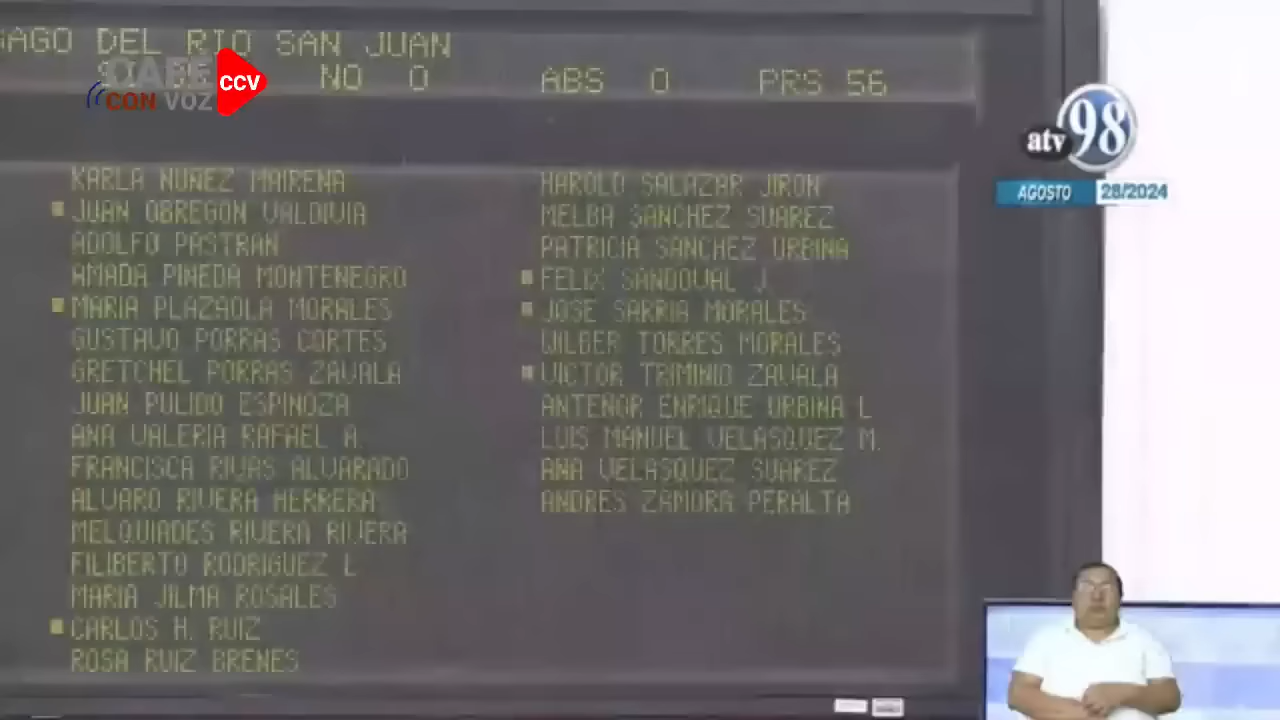 DEL RIO SAN JUAN
NO 0 ABS 0 PRS 56
CAFÉ CON VOZ
CCV
atv 98
AGOSTO 28/2024
KARLA NUÑEZ MAIRENA
JUAN OBREGON VALDIVIA
ADOLFO PASTRAN
AMADA PINEDA MONTENEGRO
MARIA PLAZAOLA MORALES
GUSTAVO PORRAS CORTES
GRETCHEL PORRAS ZAVALA
JUAN PULIDO ESPINOZA
ANA VALERIA RAFAEL A.
FRANCISCA RIVAS ALVARADO
ALVARO RIVERA HERRERA
MELQUIADES RIVERA RIVERA
FILIBERTO RODRIGUEZ L
MARIA JILMA ROSALES
CARLOS H. RUIZ
ROSA RUIZ BRENES
HAROLD SALAZAR JIRON
MELBA SANCHEZ SUAREZ
PATRICIA SANCHEZ URBINA
FELIX SANDOVAL J.
JOSE SARRIA MORALES
WILBER TORRES MORALES
VICTOR TRIMINIO ZAVALA
ANTENOR ENRIQUE URBINA L
LUIS MANUEL VELASQUEZ M.
ANA VELASQUEZ SUAREZ
ANDRES ZAMORA PERALTA